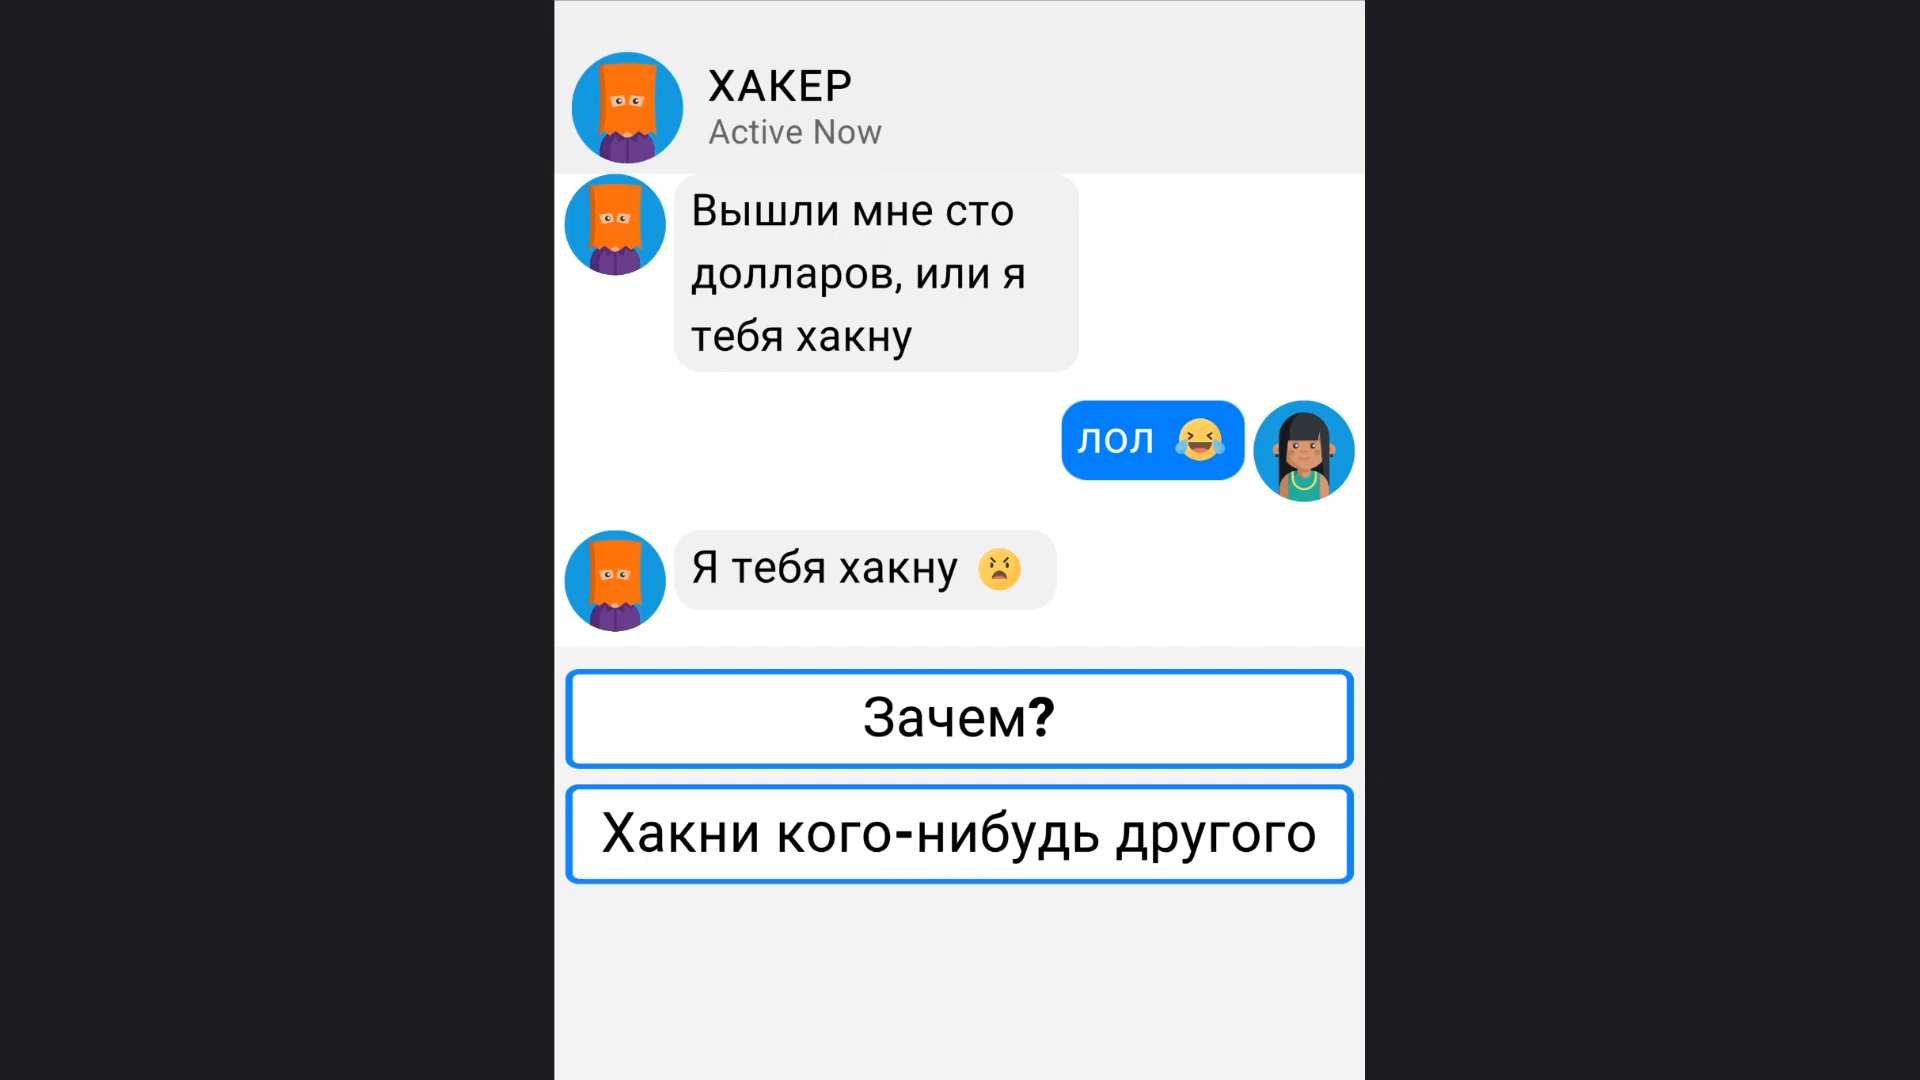 ХАКЕР
Active Now
Вышли мне сто
долларов, или я
тебя хакну
лол 😂
Я тебя хакну 😠
Зачем?
Хакни кого-нибудь другого